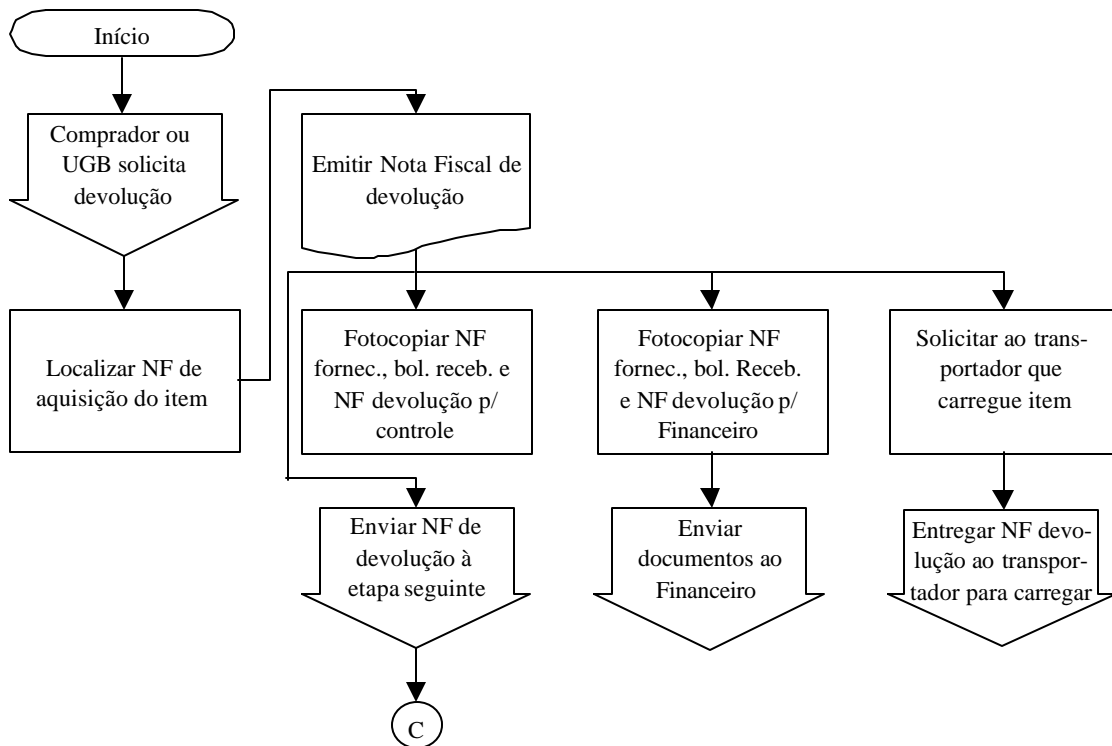 Início
Comprador ou
UGB solicita
devolução
Localizar NF de
aquisição do item
Emitir Nota Fiscal de
devolução
Fotocopiar NF
fornec., bol. receb. e
NF devolução p/
controle
Fotocopiar NF
fornec., bol. Receb.
e NF devolução p/
Financeiro
Solicitar ao trans-
portador que
carregue item
Enviar NF de
devolução à
etapa seguinte
Enviar
documentos ao
Financeiro
Entregar NF devo-
lução ao transpor-
tador para carregar
C